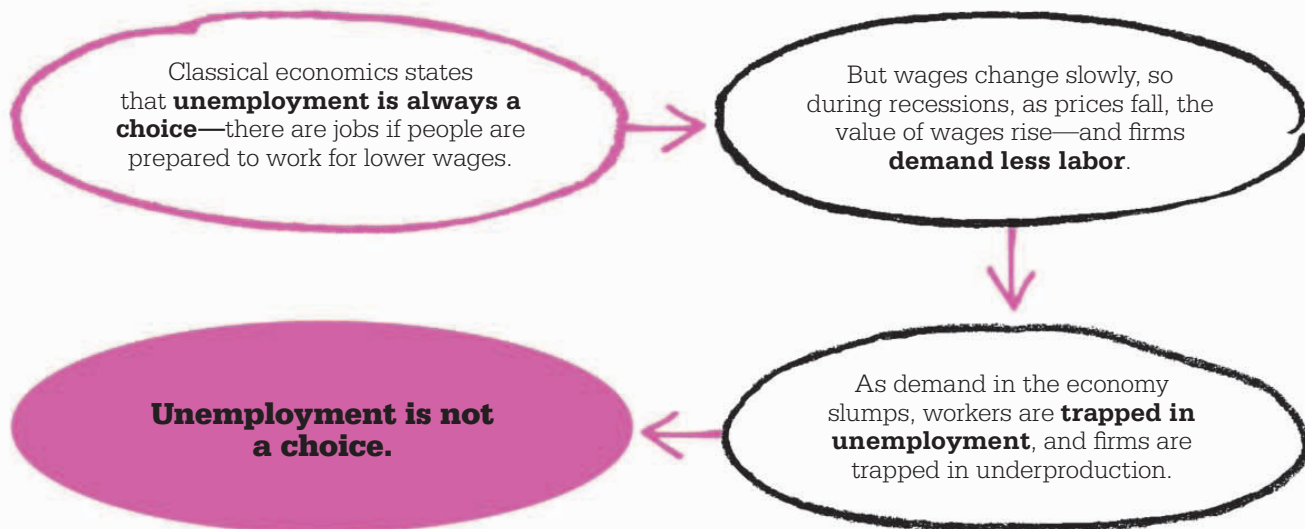 Classical economics states
that unemployment is always a
choice—there are jobs if people are
prepared to work for lower wages.
But wages change slowly, so
during recessions, as prices fall, the
value of wages rise—and firms
demand less labor.
As demand in the economy
slumps, workers are trapped in
unemployment, and firms are
trapped in underproduction.
Unemployment is not
a choice.